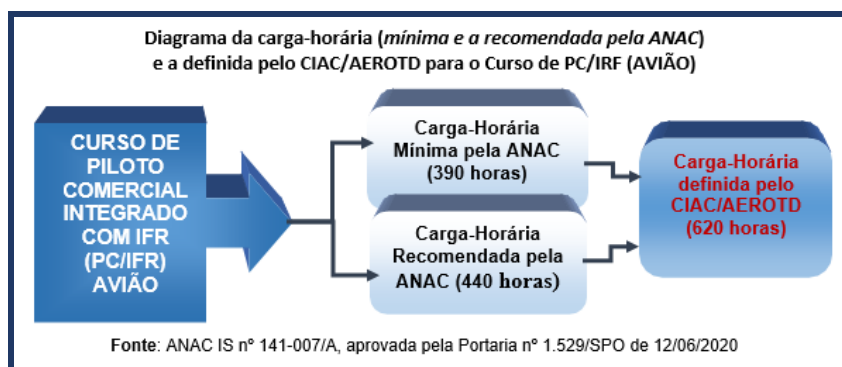 Diagrama da carga-horária (mínima e a recomendada pela ANAC)
e a definida pelo CIAC/AEROTD para o Curso de PC/IRF (AVIÃO)
CURSO DE
PILOTO
COMERCIAL
INTEGRADO
COM IFR
(PC/IFR)
AVIÃO
Carga-Horária
Mínima pela ANAC
(390 horas)
Carga-Horária
Recomendada pela
ANAC (440 horas)
Carga-Horária
definida pelo
CIAC/AEROTD
(620 horas)
Fonte: ANAC IS nº 141-007/A, aprovada pela Portaria nº 1.529/SPO de 12/06/2020